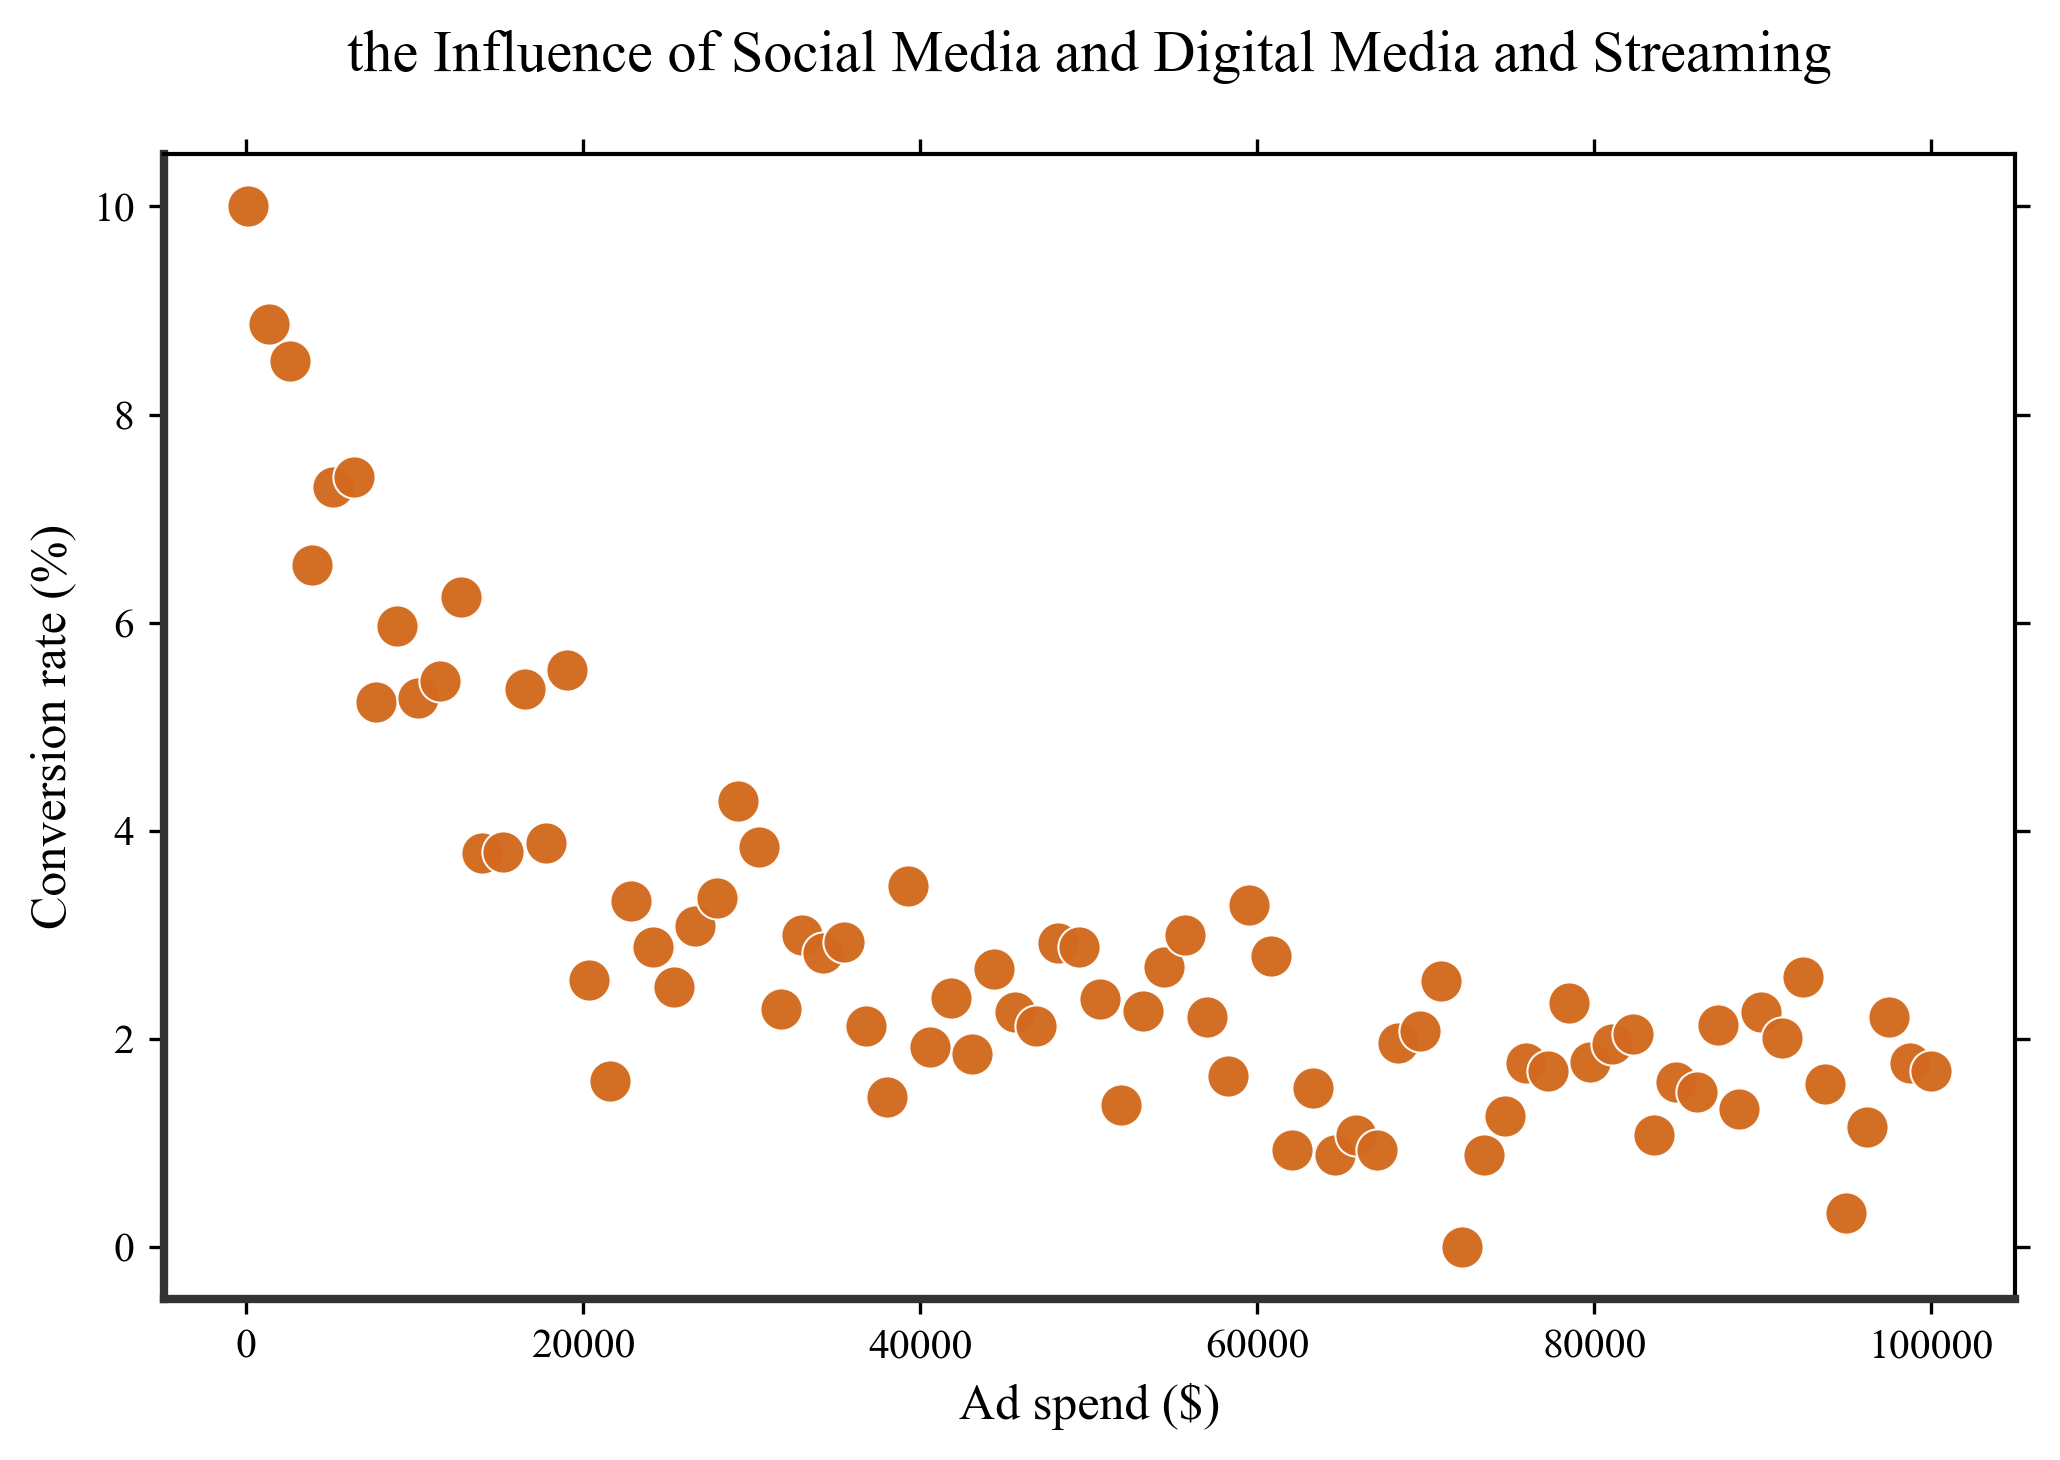 the Influence of Social Media and Digital Media and Streaming
10
8
6
4
2
0
Conversion rate (%)
0 20000 40000 60000 80000 100000
Ad spend ($)